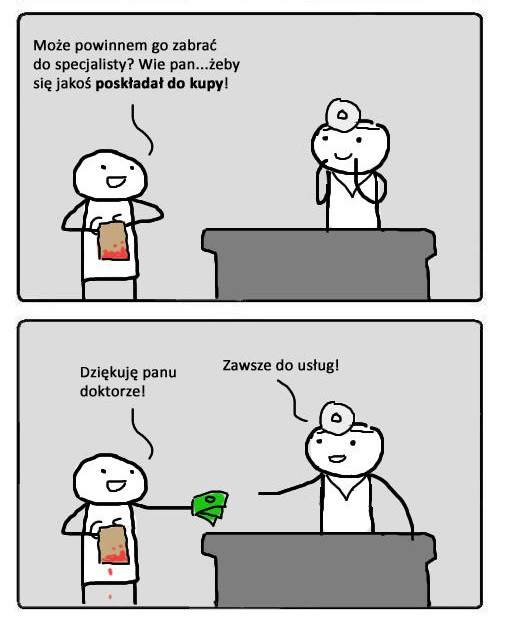 Może powinnem go zabrać
do specjalisty? Wie pan...żeby
się jakoś poskładał do kupy!
Dziękuję panu
doktorze!
Zawsze do usług!